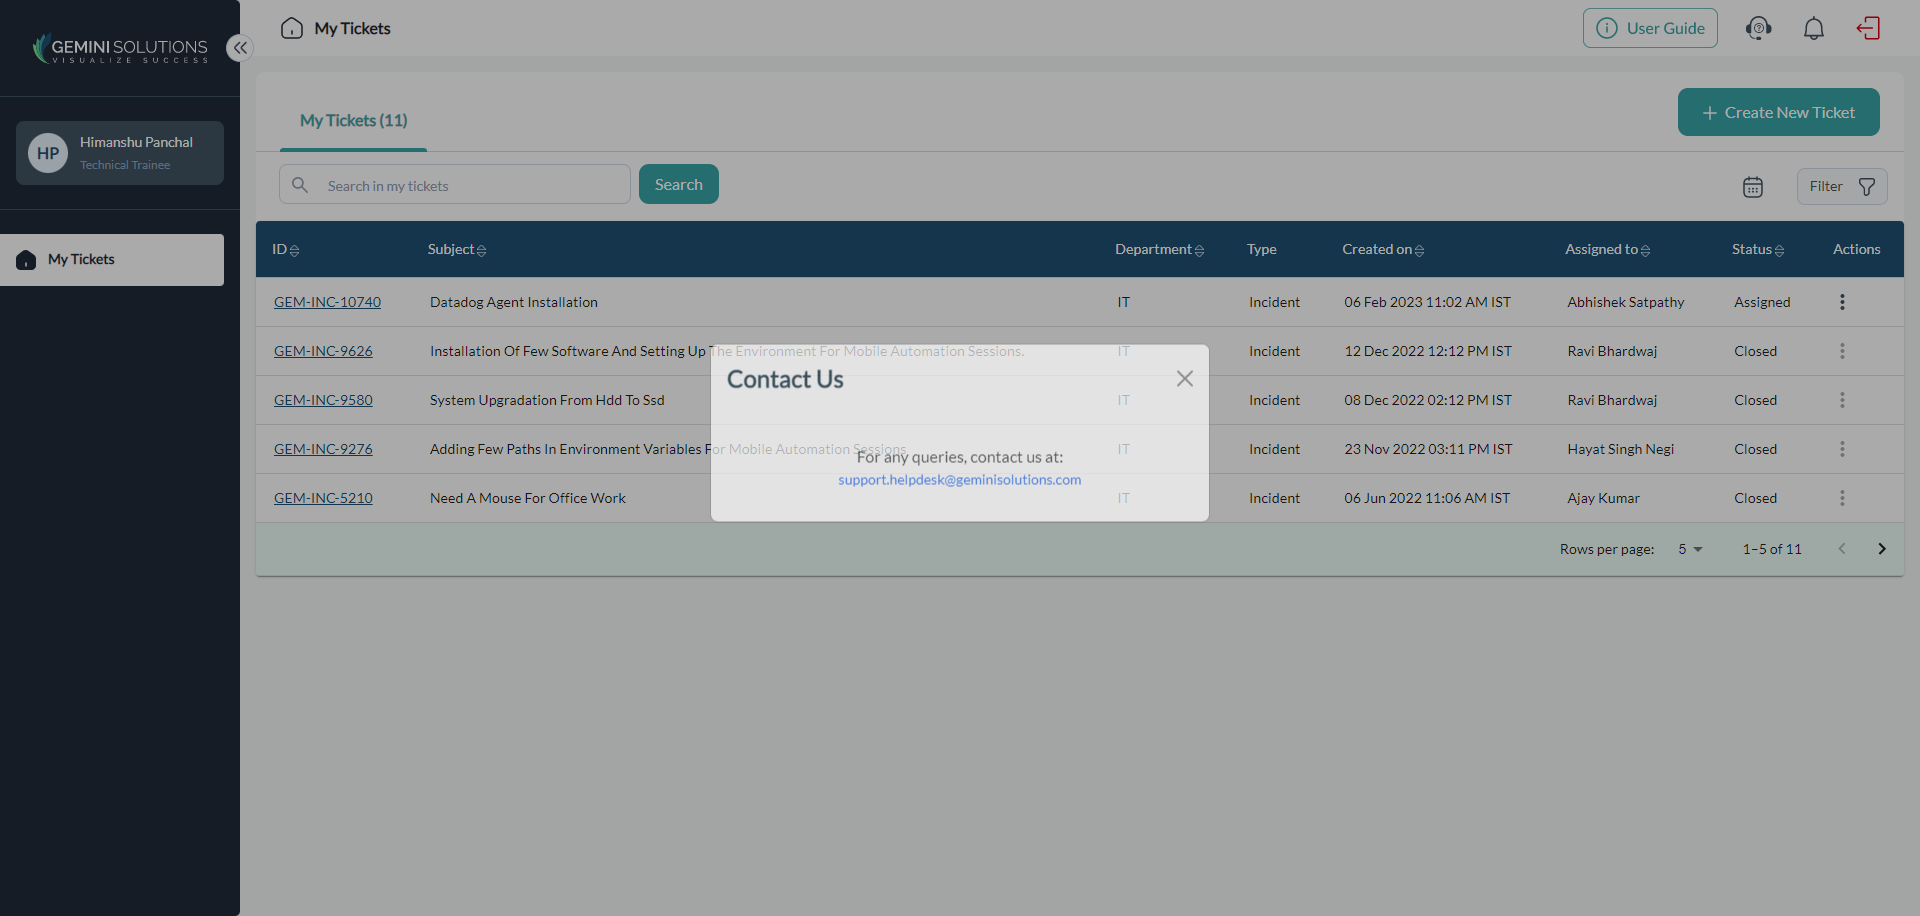 GEMINI SOLUTIONS
VISUALIZE SUCCESS
My Tickets
User Guide
HP
Himanshu Panchal
Technical Trainee
My Tickets
My Tickets (11)
Create New Ticket
Search in my tickets
Search
Filter
ID Subject Department Type Created on Assigned to Status Actions
GEM-INC-10740 Datadog Agent Installation IT Incident 06 Feb 2023 11:02 AM IST Abhishek Satpathy Assigned
GEM-INC-9626 Installation Of Few Software And Setting Up The Environment For Mobile Automation Sessions. IT Incident 12 Dec 2022 12:12 PM IST Ravi Bhardwaj Closed
GEM-INC-9580 System Upgradation From Hdd To Ssd IT Incident 08 Dec 2022 02:12 PM IST Ravi Bhardwaj Closed
GEM-INC-9276 Adding Few Paths In Environment Variables For Mobile Automation Sessions IT Incident 23 Nov 2022 03:11 PM IST Hayat Singh Negi Closed
GEM-INC-5210 Need A Mouse For Office Work IT Incident 06 Jun 2022 11:06 AM IST Ajay Kumar Closed
Contact Us
For any queries, contact us at:
support.helpdesk@geminisolutions.com
Rows per page: 5 1–5 of 11